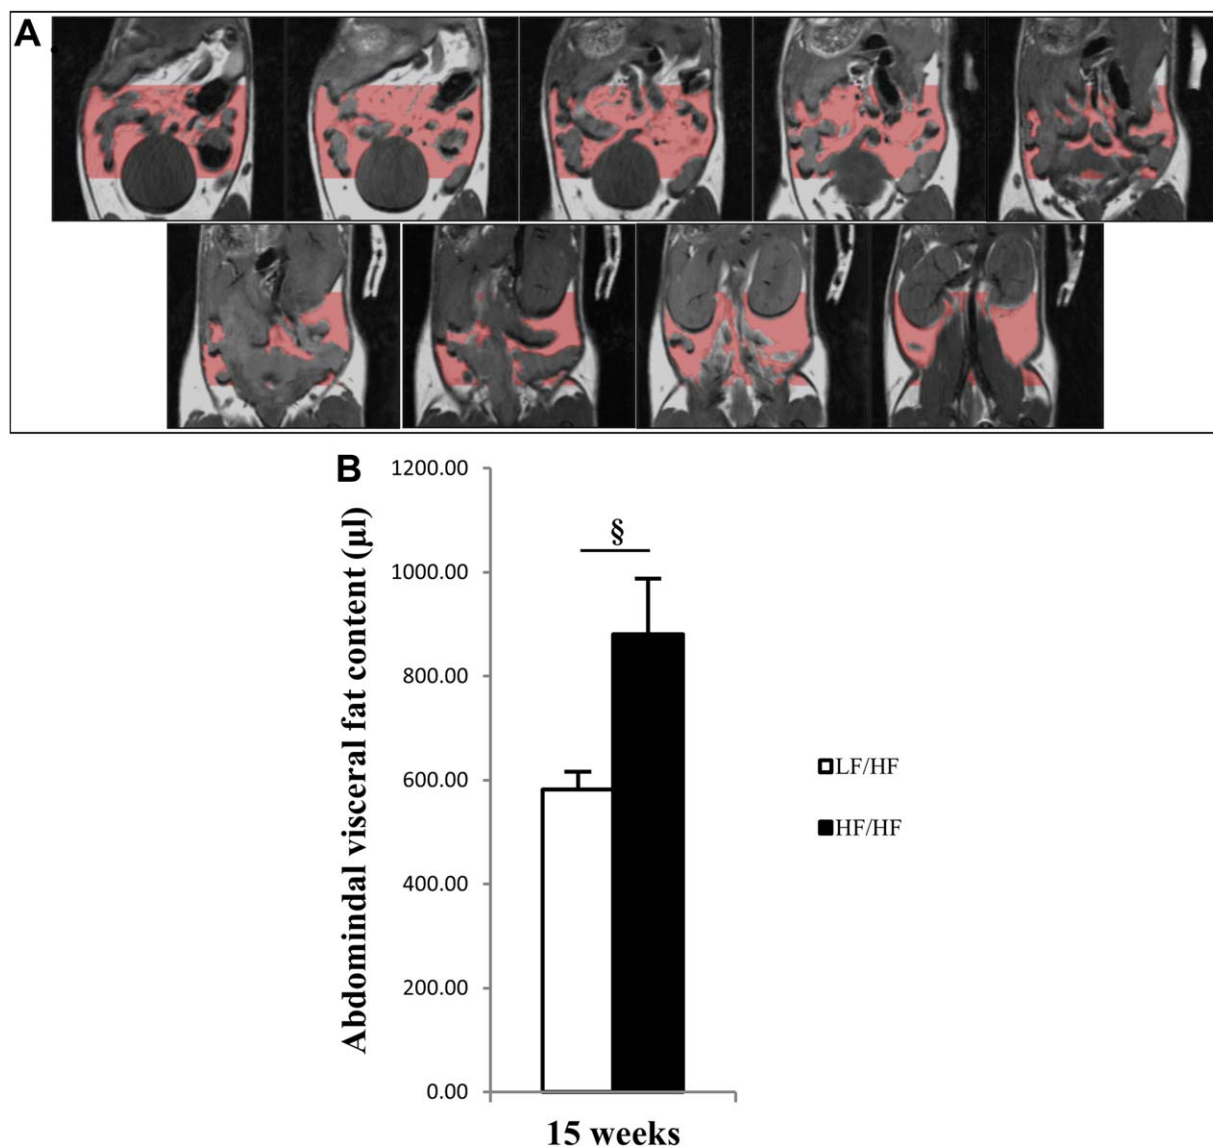 A
B
Abdomindal visceral fat content (µl)
1200.00
1000.00
800.00
600.00
400.00
200.00
0.00
§
15 weeks
LF/HF
HF/HF